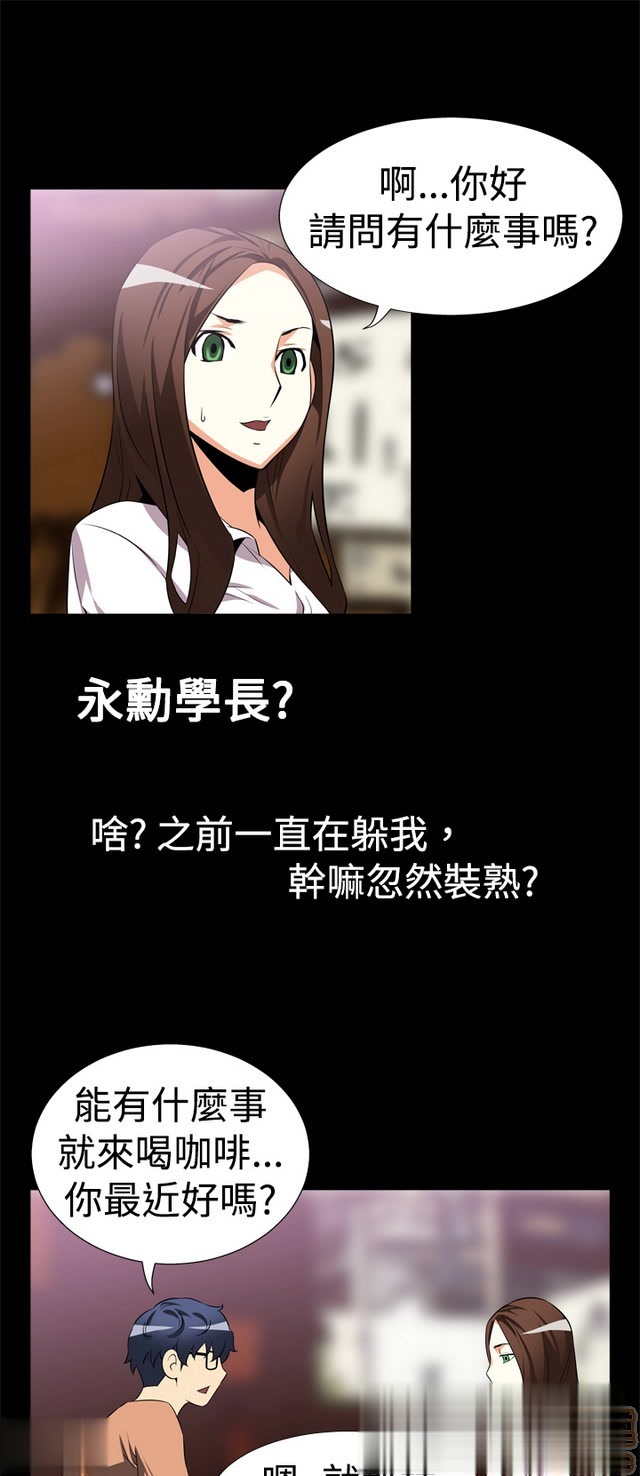 啊...你好
請問有什麼事嗎?
永勳學長?
啥? 之前一直在躲我，
幹嘛忽然裝熟?
能有什麼事
就來喝咖啡...
你最近好嗎?